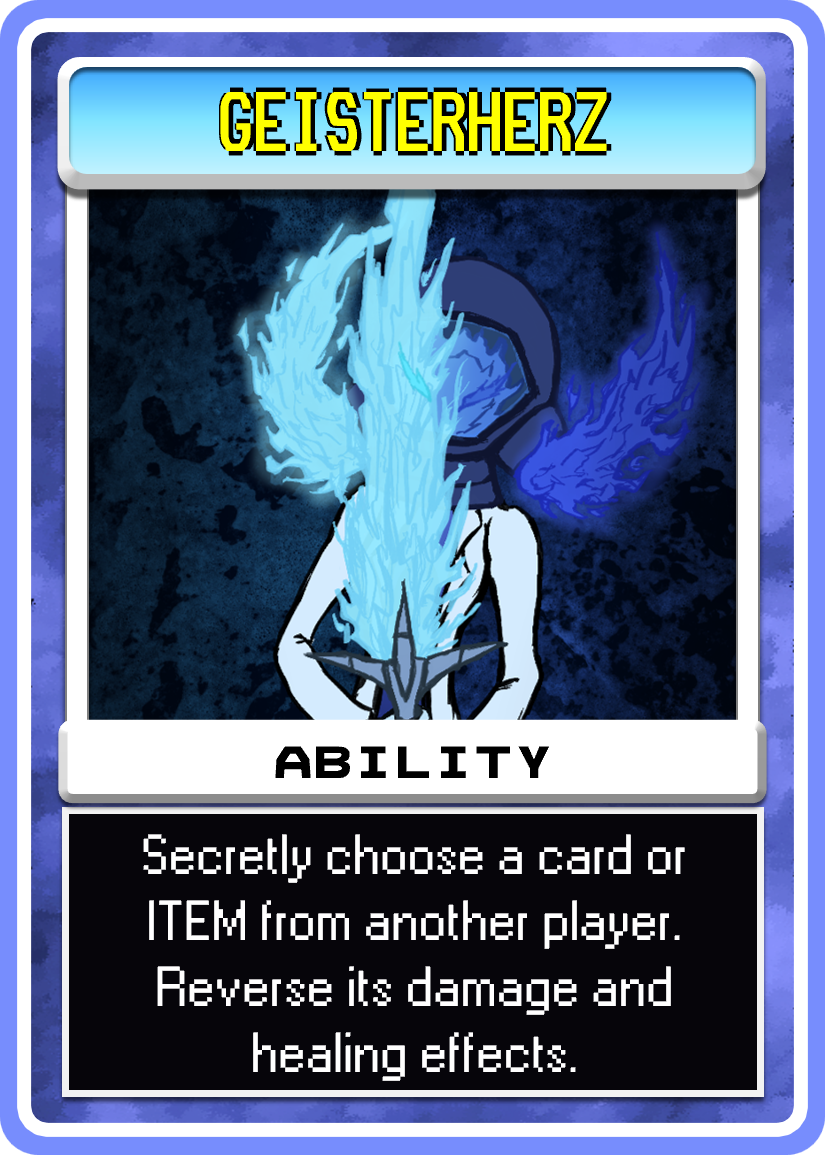 GEISTERHERZ
ABILITY
Secretly choose a card or
ITEM from another player.
Reverse its damage and
healing effects.